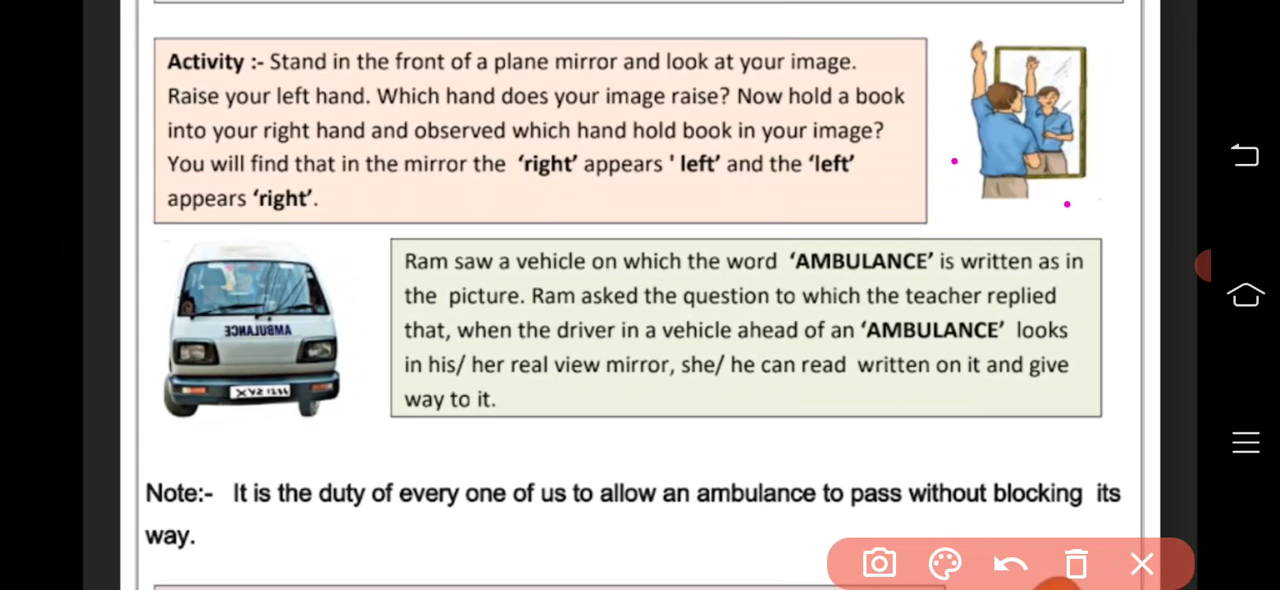 Activity :- Stand in the front of a plane mirror and look at your image.
Raise your left hand. Which hand does your image raise? Now hold a book
into your right hand and observed which hand hold book in your image?
You will find that in the mirror the ‘right’ appears ' left’ and the ‘left’
appears ‘right’.
AMBULANCE
Ram saw a vehicle on which the word ‘AMBULANCE’ is written as in
the picture. Ram asked the question to which the teacher replied
that, when the driver in a vehicle ahead of an ‘AMBULANCE’ looks
in his/ her real view mirror, she/ he can read written on it and give
way to it.
Note:- It is the duty of every one of us to allow an ambulance to pass without blocking its
way.